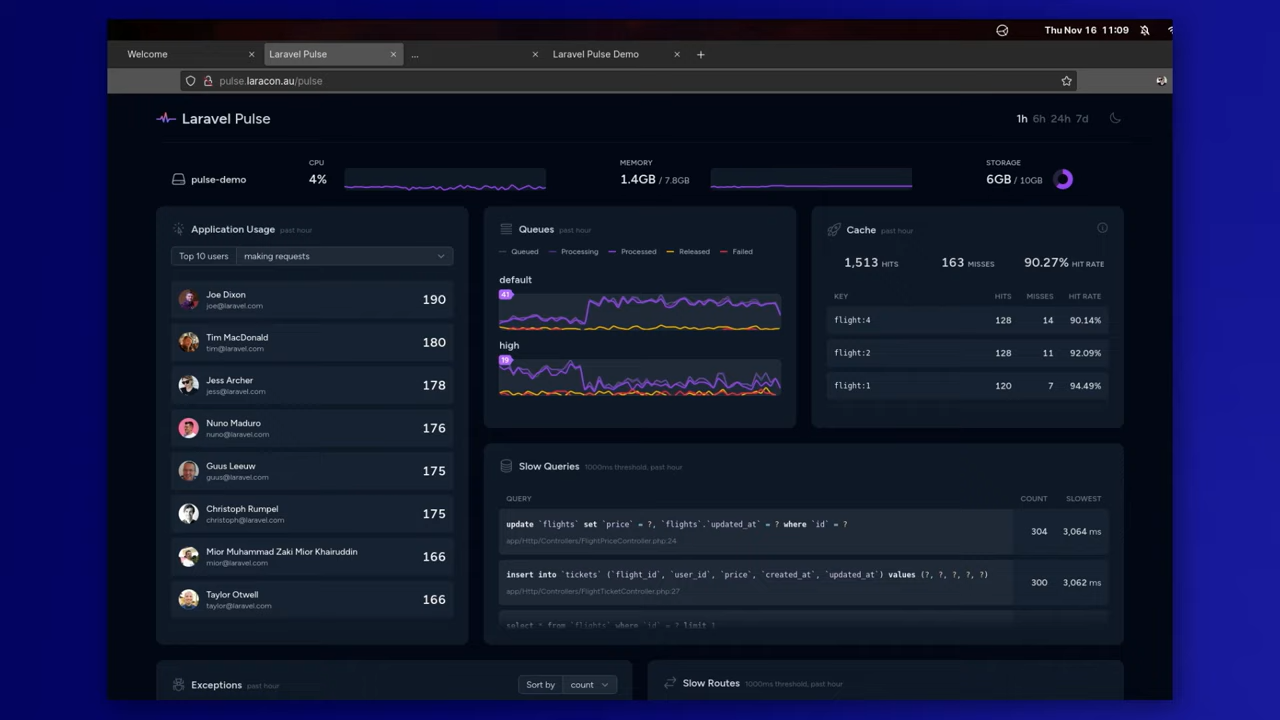 Thu Nov 16 11:09
Welcome
Laravel Pulse
...
Laravel Pulse Demo
pulse.laracon.au/pulse
Laravel Pulse
1h 6h 24h 7d
pulse-demo
CPU
4%
MEMORY
1.4GB / 7.8GB
STORAGE
6GB / 10GB
Application Usage past hour
Top 10 users making requests
Joe Dixon
joe@laravel.com
190
Tim MacDonald
tim@laravel.com
180
Jess Archer
jess@laravel.com
178
Nuno Maduro
nuno@laravel.com
176
Guus Leeuw
guus@laravel.com
175
Christoph Rumpel
christoph@laravel.com
175
Mior Muhammad Zaki Mior Khairuddin
mior@laravel.com
166
Taylor Otwell
taylor@laravel.com
166
Queues past hour
Queued Processing Processed Released Failed
default
41
high
19
Cache past hour
1,513 HITS 163 MISSES 90.27% HIT RATE
KEY HITS MISSES HIT RATE
flight:4 128 14 90.14%
flight:2 128 11 92.09%
flight:1 120 7 94.49%
Slow Queries 1000ms threshold, past hour
QUERY COUNT SLOWEST
update `flights` set `price` = ?, `flights`.`updated_at` = ? where `id` = ?
app/Http/Controllers/FlightPriceController.php:24
304 3,064 ms
insert into `tickets` (`flight_id`, `user_id`, `price`, `created_at`, `updated_at`) values (?, ?, ?, ?, ?)
app/Http/Controllers/FlightTicketController.php:27
300 3,062 ms
select * from `flights` where `id` = ? limit 1
Exceptions past hour
Sort by count
Slow Routes 1000ms threshold, past hour